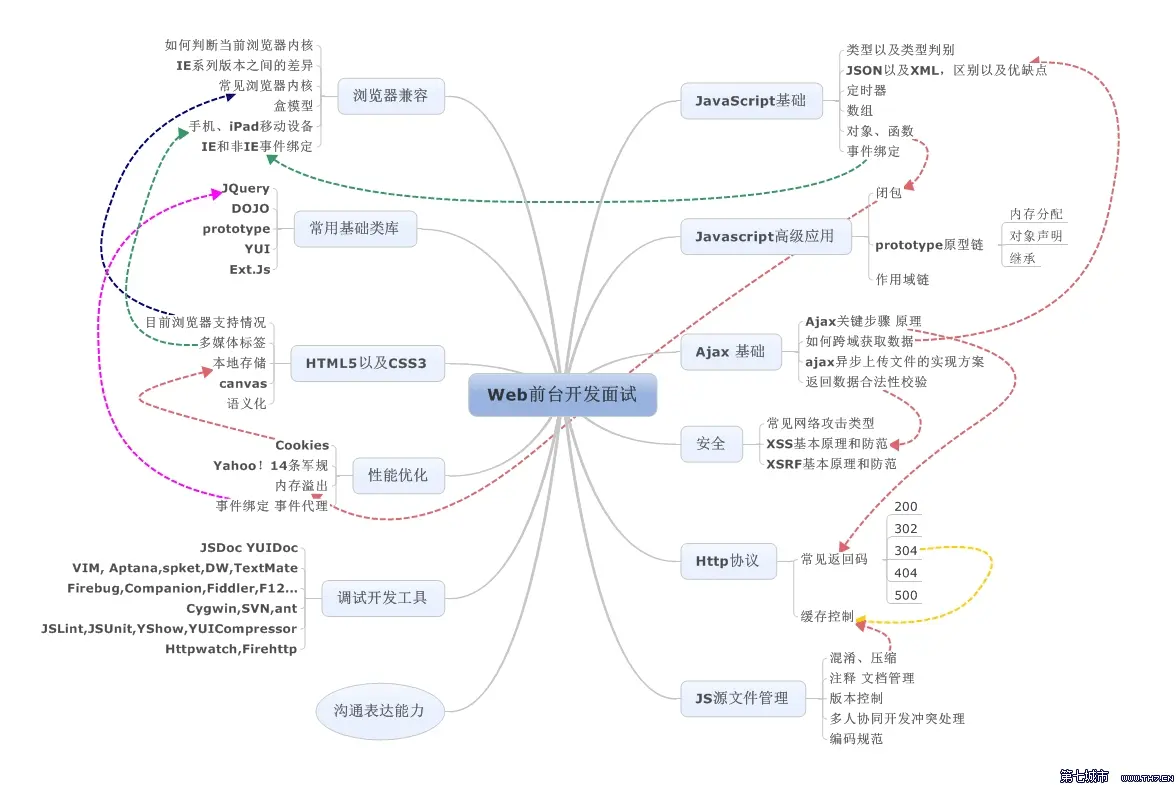 Web前台开发面试
浏览器兼容
如何判断当前浏览器内核
IE系列版本之间的差异
常见浏览器内核
盒模型
手机、iPad移动设备
IE和非IE事件绑定
常用基础类库
JQuery
DOJO
prototype
YUI
Ext.Js
HTML5以及CSS3
目前浏览器支持情况
多媒体标签
本地存储
canvas
语义化
性能优化
Cookies
Yahoo！14条军规
内存溢出
事件绑定 事件代理
调试开发工具
JSDoc YUIDoc
VIM, Aptana,spket,DW,TextMate
Firebug,Companion,Fiddler,F12...
Cygwin,SVN,ant
JSLint,JSUnit,YShow,YUICompressor
Httpwatch,Firehttp
沟通表达能力
JavaScript基础
类型以及类型判别
JSON以及XML，区别以及优缺点
定时器
数组
对象、函数
事件绑定
Javascript高级应用
闭包
prototype原型链
内存分配
对象声明
继承
作用域链
Ajax 基础
Ajax关键步骤 原理
如何跨域获取数据
ajax异步上传文件的实现方案
返回数据合法性校验
安全
常见网络攻击类型
XSS基本原理和防范
XSRF基本原理和防范
Http协议
常见返回码
200
302
304
404
500
缓存控制
JS源文件管理
混淆、压缩
注释 文档管理
版本控制
多人协同开发冲突处理
编码规范
第七城市 WWW.TH7.CN